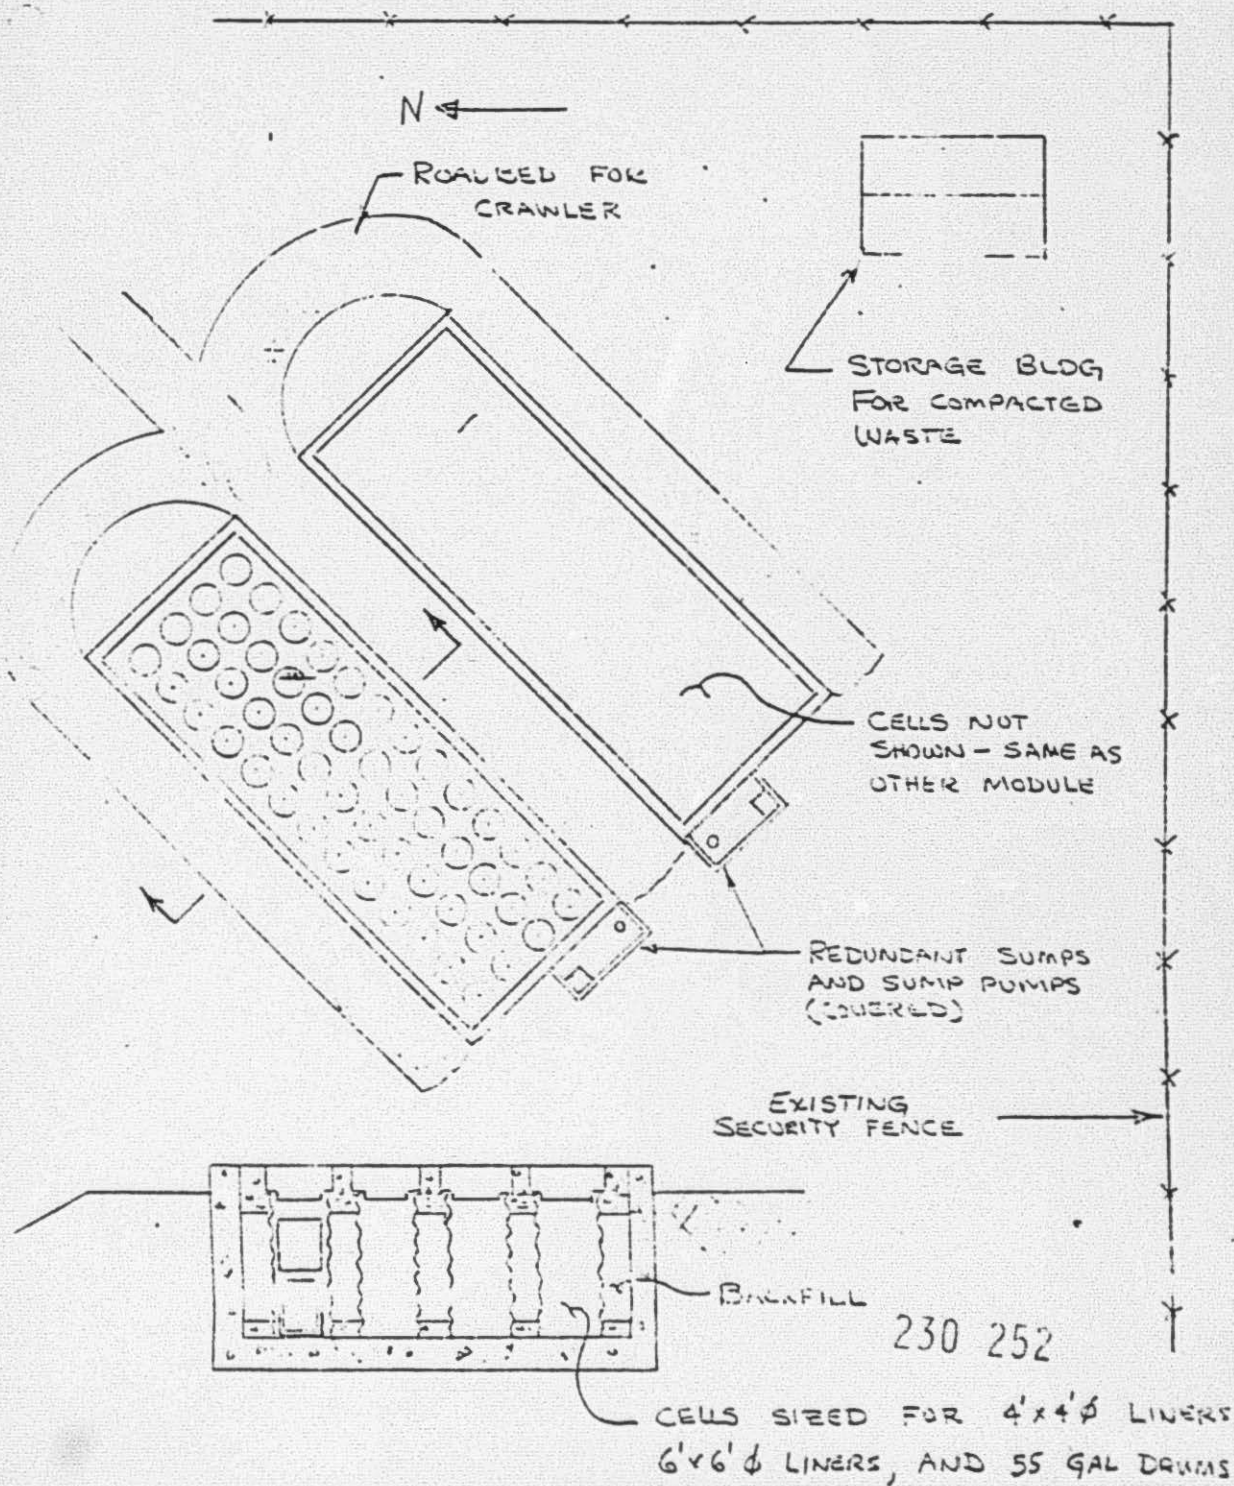 N
ROADBED FOR
CRAWLER
STORAGE BLDG
FOR COMPACTED
WASTE
CELLS NOT
SHOWN - SAME AS
OTHER MODULE
REDUNDANT SUMPS
AND SUMP PUMPS
(COVERED)
EXISTING
SECURITY FENCE
BACKFILL
230 252
CELLS SIZED FOR 4'x4'φ LINERS
6'x6'φ LINERS, AND 55 GAL DRUMS